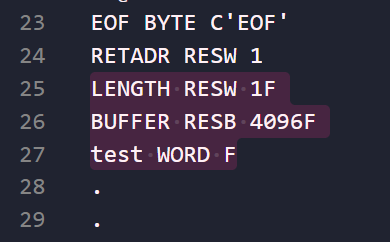 23 EOF BYTE C'EOF'
24 RETADR RESW 1
25 LENGTH RESW 1F
26 BUFFER RESB 4096F
27 test WORD F
28 .
29 .